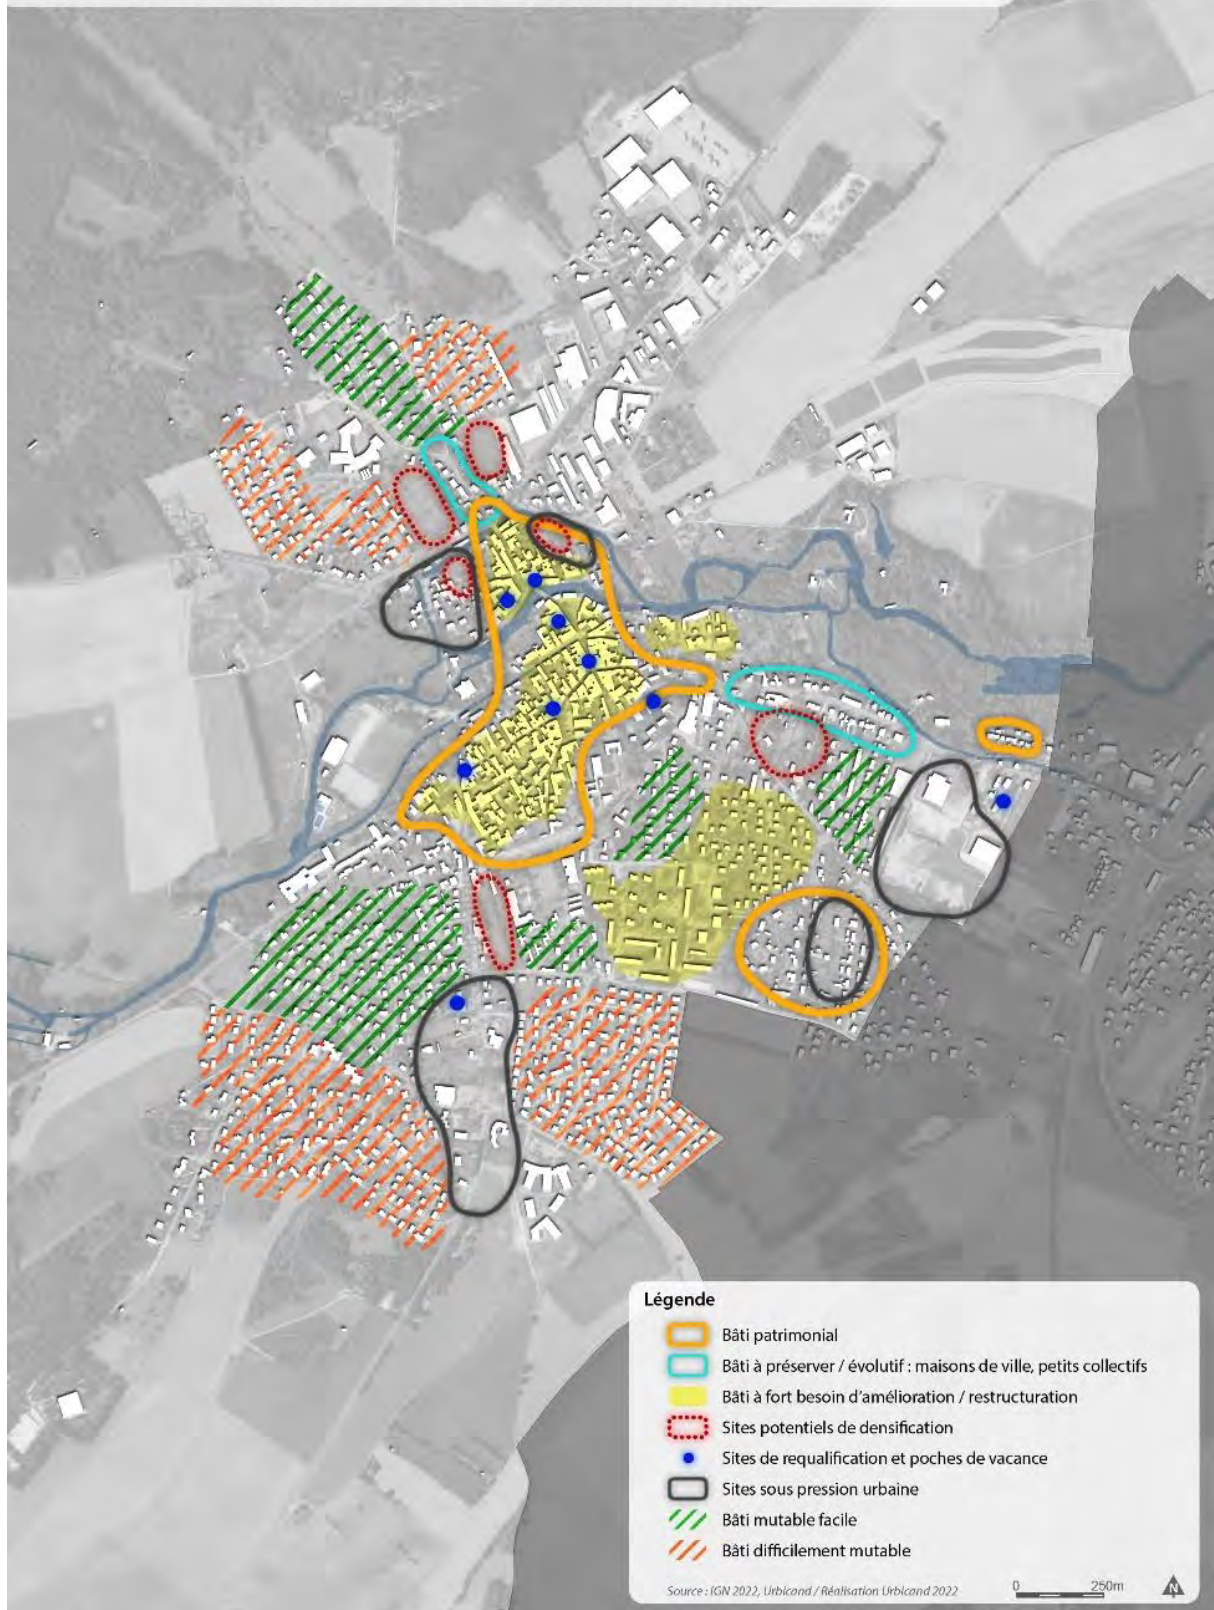 Légende
Bâti patrimonial
Bâti à préserver / évolutif : maisons de ville, petits collectifs
Bâti à fort besoin d'amélioration / restructuration
Sites potentiels de densification
Sites de requalification et poches de vacance
Sites sous pression urbaine
Bâti mutable facile
Bâti difficilement mutable
Source : IGN 2022, Urbicand / Réalisation Urbicand 2022
0 250m
N